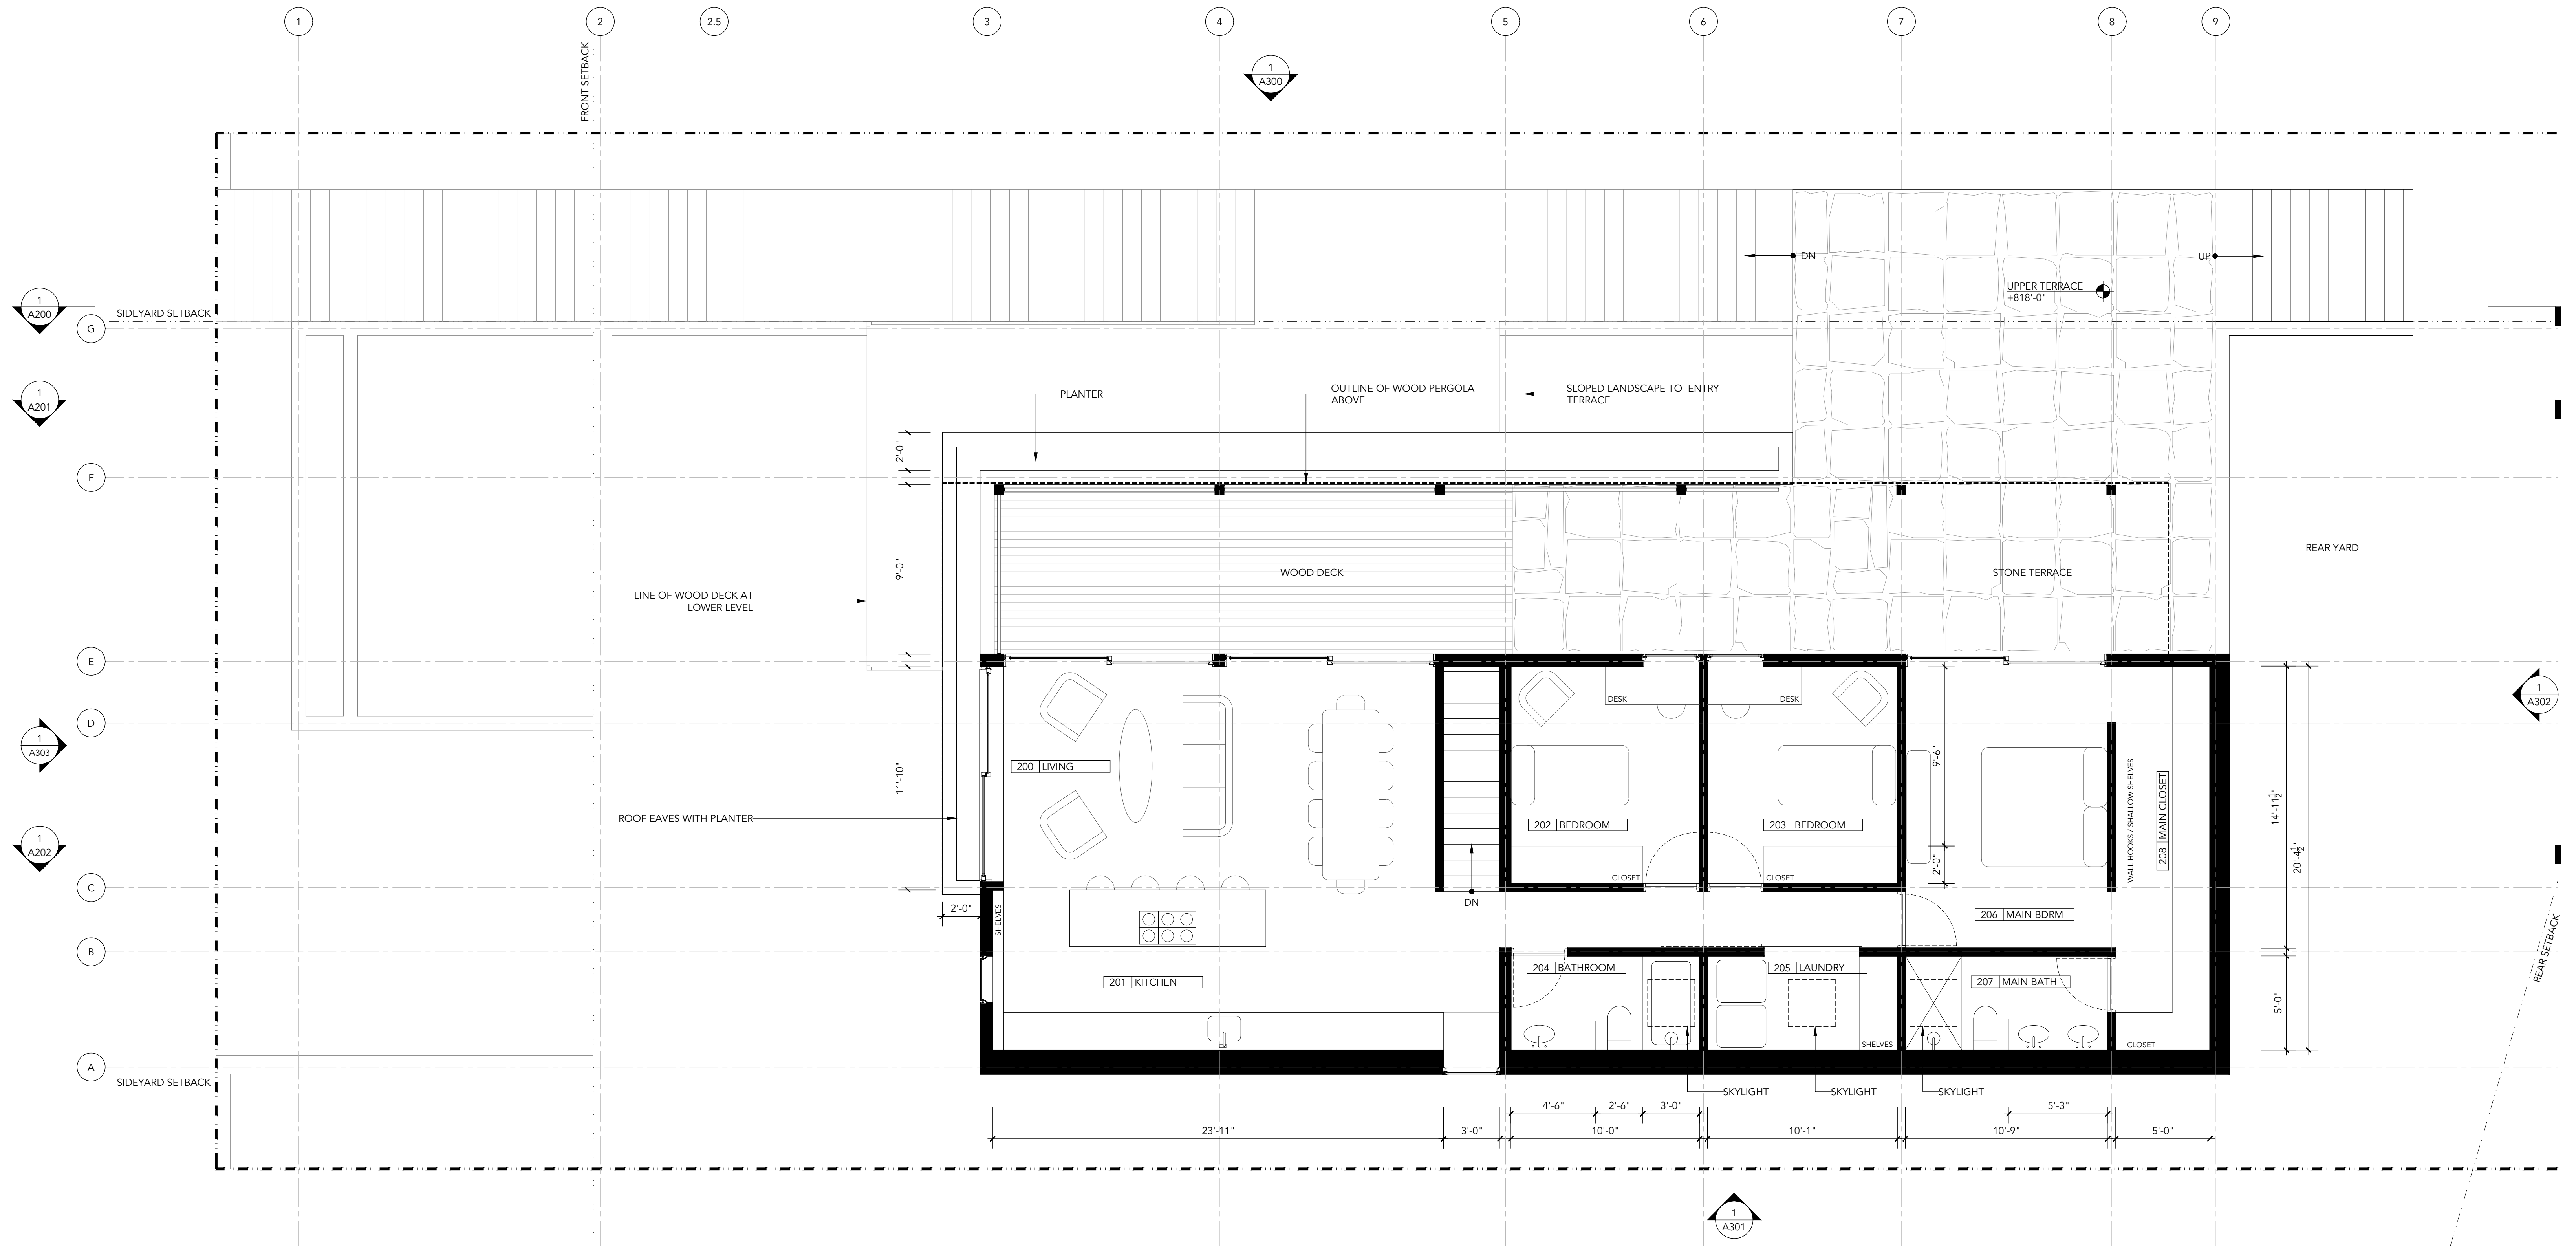 1 2 2.5 3 4 5 6 7 8 9
FRONT SETBACK
1
A300
DN
UP
UPPER TERRACE
+818'-0"
1
A200
SIDEYARD SETBACK
G
1
A201
PLANTER
OUTLINE OF WOOD PERGOLA
ABOVE
SLOPED LANDSCAPE TO ENTRY
TERRACE
2'-0"
F
9'-0"
WOOD DECK
STONE TERRACE
REAR YARD
LINE OF WOOD DECK AT
LOWER LEVEL
E
DESK
DESK
1
A302
D
1
A303
9'-6"
200 LIVING
11'-10"
WALL HOOKS / SHALLOW SHELVES
208 MAIN CLOSET
14'-11 1/2"
20'-4 1/2"
ROOF EAVES WITH PLANTER
202 BEDROOM
203 BEDROOM
1
A202
2'-0"
CLOSET
CLOSET
C
DN
2'-0"
SHELVES
206 MAIN BDRM
REAR SETBACK
B
204 BATHROOM
205 LAUNDRY
201 KITCHEN
207 MAIN BATH
5'-0"
SHELVES
CLOSET
A
SIDEYARD SETBACK
SKYLIGHT
SKYLIGHT
SKYLIGHT
4'-6" 2'-6" 3'-0" 5'-3"
23'-11" 3'-0" 10'-0" 10'-1" 10'-9" 5'-0"
1
A301